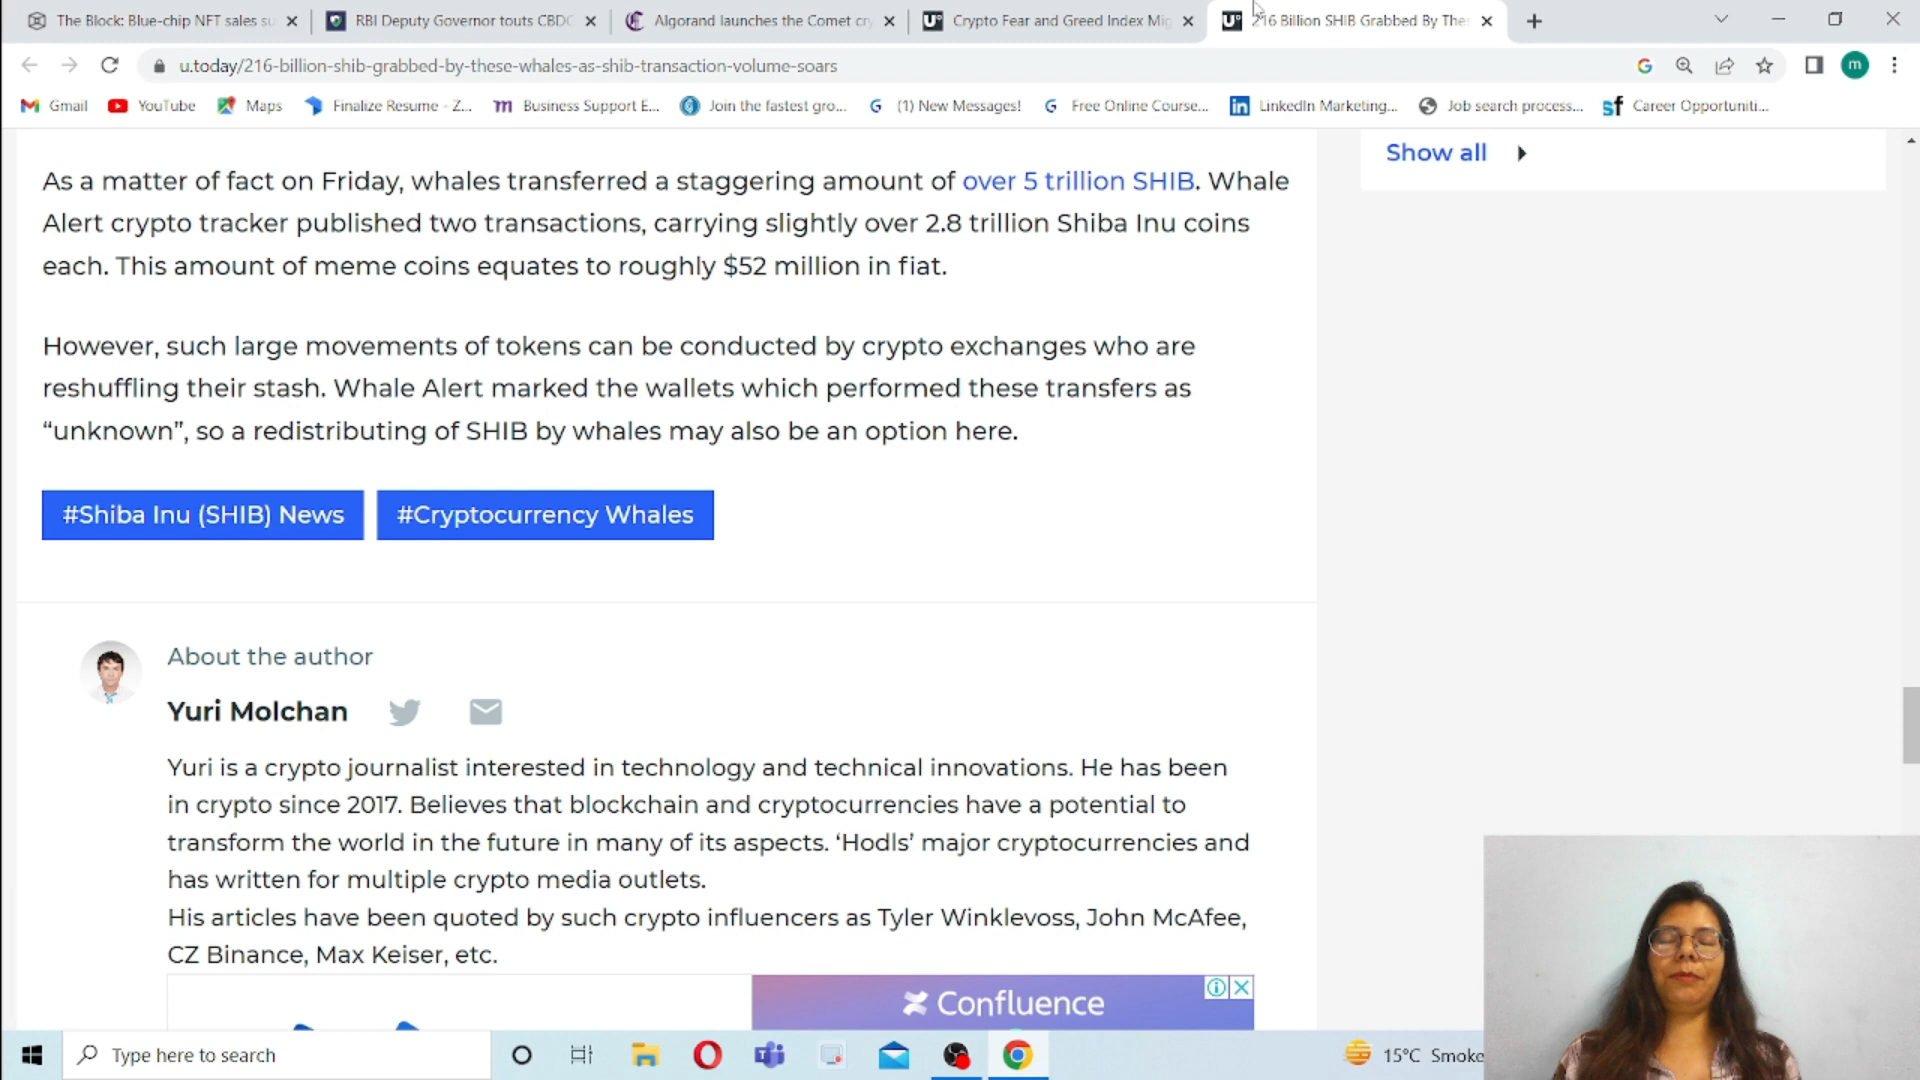 The Block: Blue-chip NFT sales su
RBI Deputy Governor touts CBDC
Algorand launches the Comet cr
Crypto Fear and Greed Index Mig
216 Billion SHIB Grabbed By Thes
u.today/216-billion-shib-grabbed-by-these-whales-as-shib-transaction-volume-soars
m
Gmail
YouTube
Maps
Finalize Resume - Z...
Business Support E...
Join the fastest gro...
(1) New Messages!
Free Online Course...
LinkedIn Marketing...
Job search process...
Career Opportuniti...
Show all
As a matter of fact on Friday, whales transferred a staggering amount of over 5 trillion SHIB. Whale
Alert crypto tracker published two transactions, carrying slightly over 2.8 trillion Shiba Inu coins
each. This amount of meme coins equates to roughly $52 million in fiat.
However, such large movements of tokens can be conducted by crypto exchanges who are
reshuffling their stash. Whale Alert marked the wallets which performed these transfers as
“unknown”, so a redistributing of SHIB by whales may also be an option here.
#Shiba Inu (SHIB) News
#Cryptocurrency Whales
About the author
Yuri Molchan
Yuri is a crypto journalist interested in technology and technical innovations. He has been
in crypto since 2017. Believes that blockchain and cryptocurrencies have a potential to
transform the world in the future in many of its aspects. ‘Hodls’ major cryptocurrencies and
has written for multiple crypto media outlets.
His articles have been quoted by such crypto influencers as Tyler Winklevoss, John McAfee,
CZ Binance, Max Keiser, etc.
Confluence
Type here to search
15°C Smoke